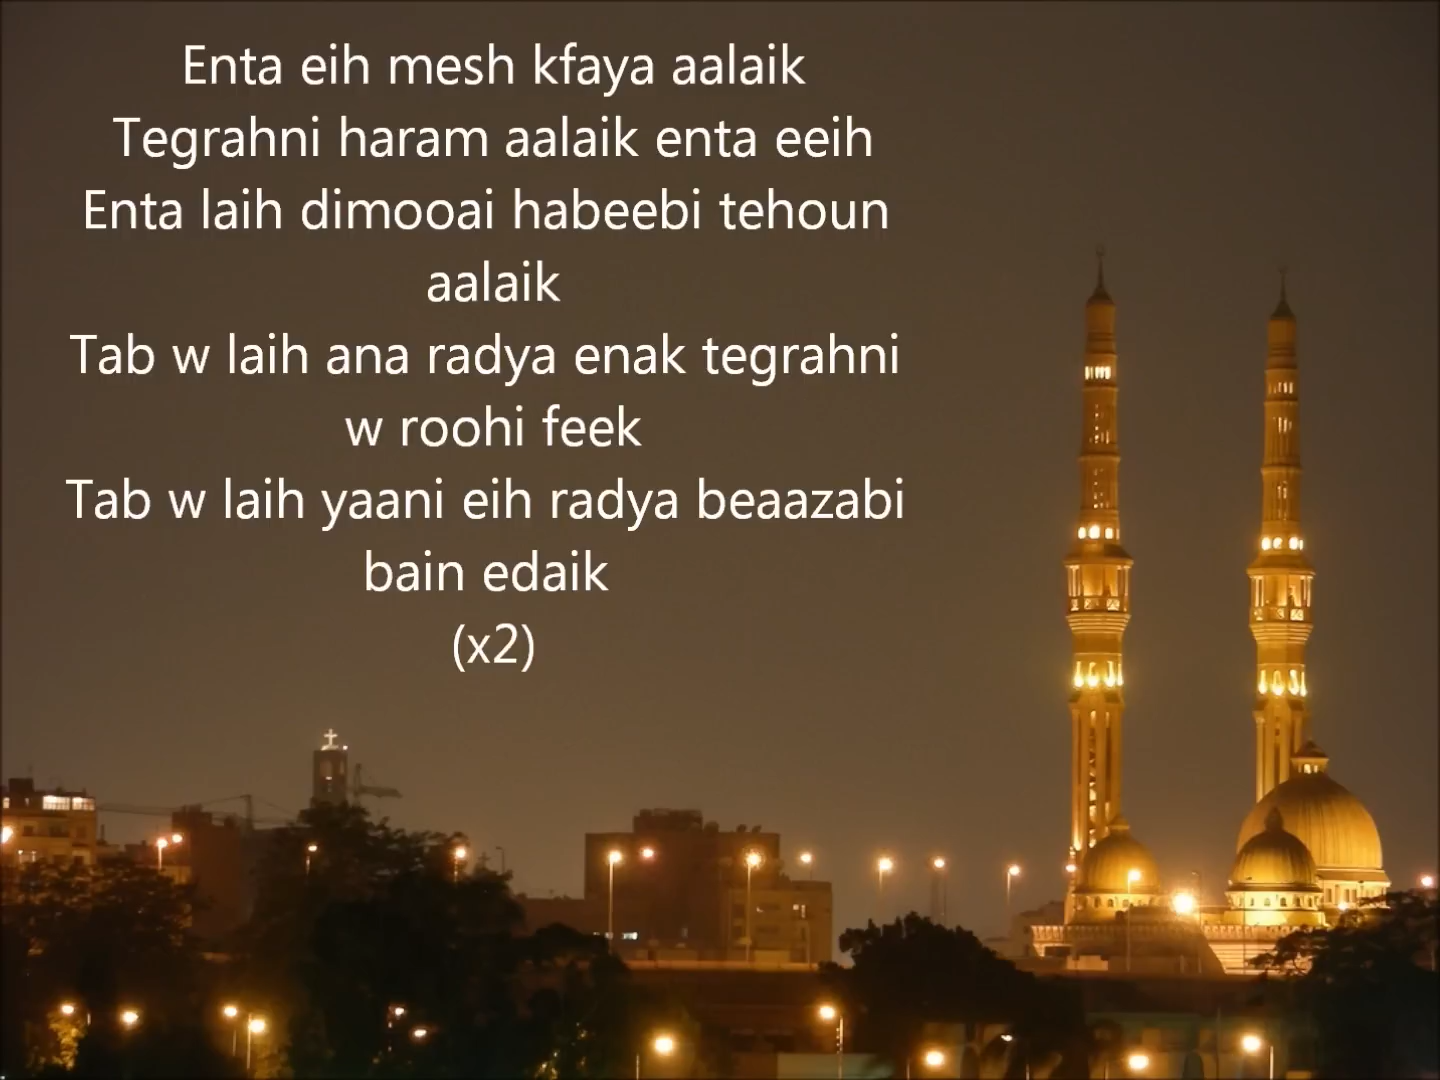 Enta eih mesh kfaya aalaik
Tegrahni haram aalaik enta eeih
Enta laih dimooai habeebi tehoun
aalaik
Tab w laih ana radya enak tegrahni
w roohi feek
Tab w laih yaani eih radya beaazabi
bain edaik
(x2)